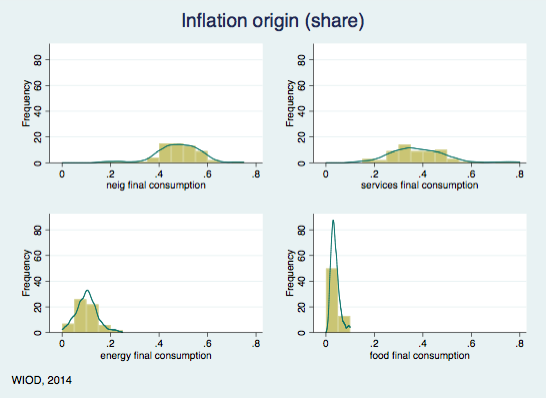 Inflation origin (share)
Frequency
0 20 40 60 80
0 .2 .4 .6 .8
neig final consumption
Frequency
0 20 40 60 80
0 .2 .4 .6 .8
services final consumption
Frequency
0 20 40 60 80
0 .2 .4 .6 .8
energy final consumption
Frequency
0 20 40 60 80
0 .2 .4 .6 .8
food final consumption
WIOD, 2014